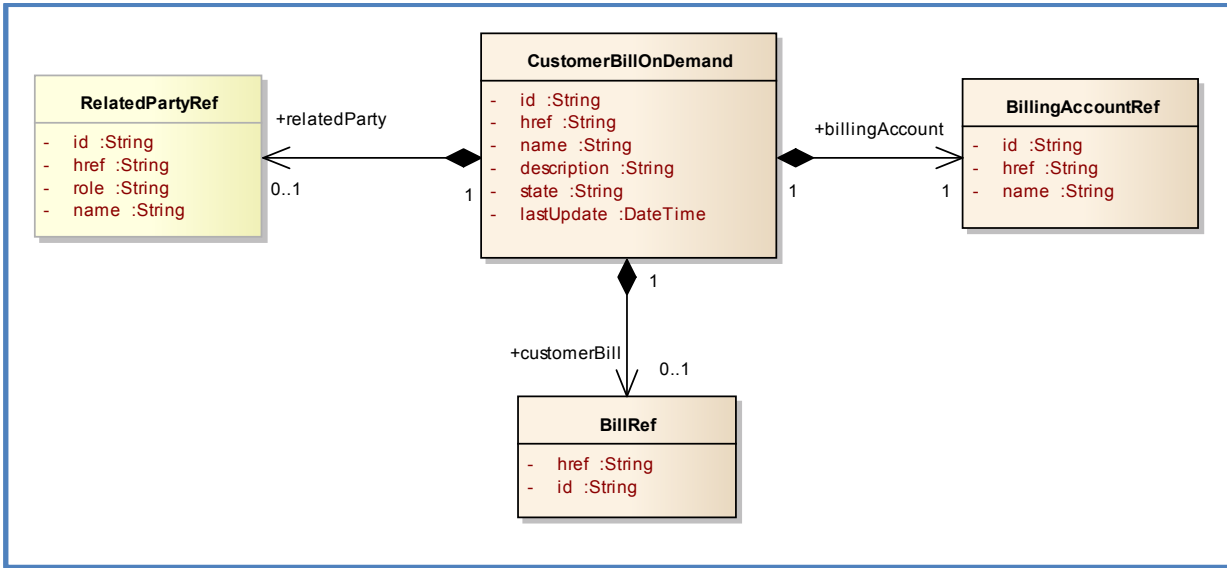 CustomerBillOnDemand
- id :String
- href :String
- name :String
- description :String
- state :String
- lastUpdate :DateTime
RelatedPartyRef
- id :String
- href :String
- role :String
- name :String
+relatedParty
0..1
1
+billingAccount
1
1
BillingAccountRef
- id :String
- href :String
- name :String
1
+customerBill
0..1
BillRef
- href :String
- id :String